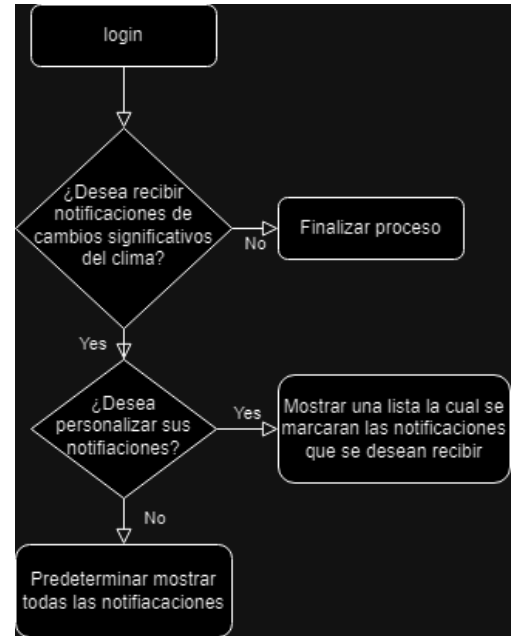 login
¿Desea recibir
notificaciones de
cambios significativos
del clima?
No
Finalizar proceso
Yes
¿Desea
personalizar sus
notifiaciones?
Yes
Mostrar una lista la cual se
marcaran las notificaciones
que se desean recibir
No
Predeterminar mostrar
todas las notifiacaciones